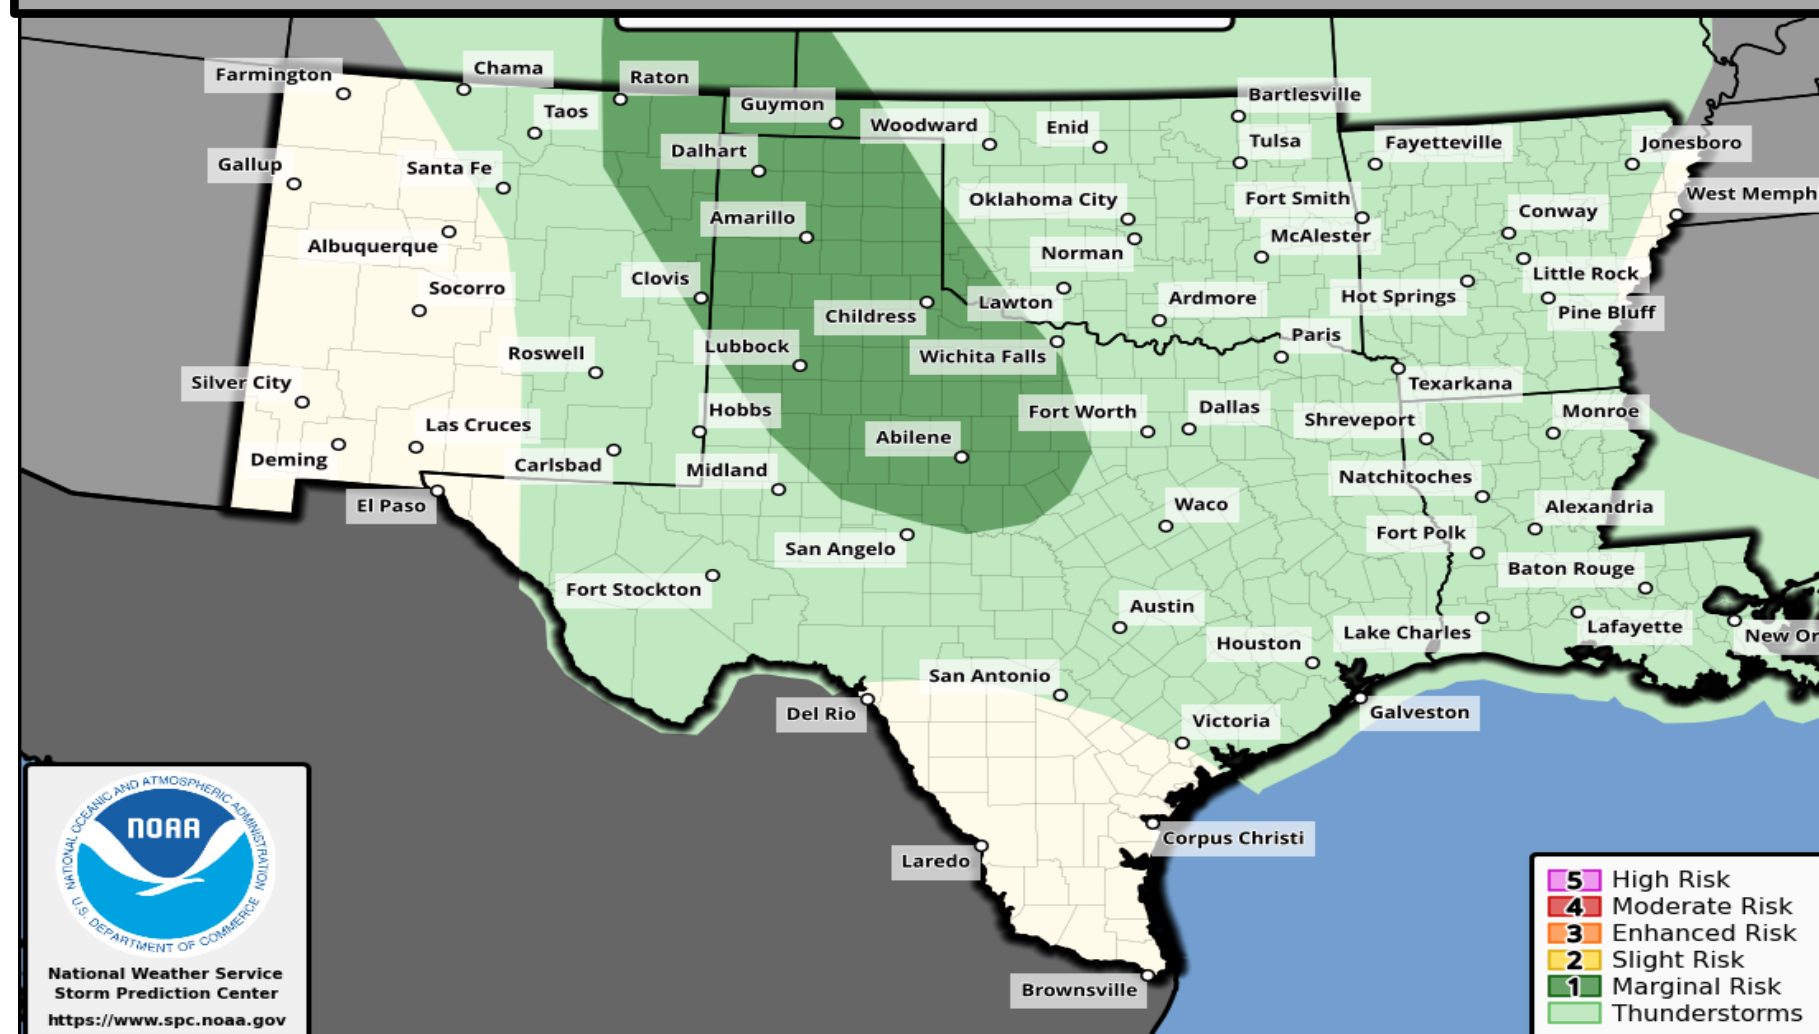 Farmington
Chama
Raton
Taos
Guymon
Woodward
Enid
Bartlesville
Tulsa
Fayetteville
Jonesboro
Gallup
Santa Fe
Dalhart
Amarillo
Oklahoma City
Fort Smith
Conway
West Memph
Albuquerque
Norman
McAlester
Little Rock
Socorro
Clovis
Childress
Lawton
Ardmore
Hot Springs
Pine Bluff
Roswell
Lubbock
Wichita Falls
Paris
Texarkana
Silver City
Las Cruces
Hobbs
Abilene
Fort Worth
Dallas
Shreveport
Monroe
Deming
Carlsbad
Midland
Natchitoches
El Paso
Waco
Alexandria
San Angelo
Fort Polk
Fort Stockton
Baton Rouge
Austin
Houston
Lake Charles
Lafayette
New Or
San Antonio
Del Rio
Victoria
Galveston
Corpus Christi
Laredo
Brownsville
NATIONAL OCEANIC AND ATMOSPHERIC ADMINISTRATION
NOAA
U.S. DEPARTMENT OF COMMERCE
National Weather Service
Storm Prediction Center
https://www.spc.noaa.gov
5 High Risk
4 Moderate Risk
3 Enhanced Risk
2 Slight Risk
1 Marginal Risk
Thunderstorms